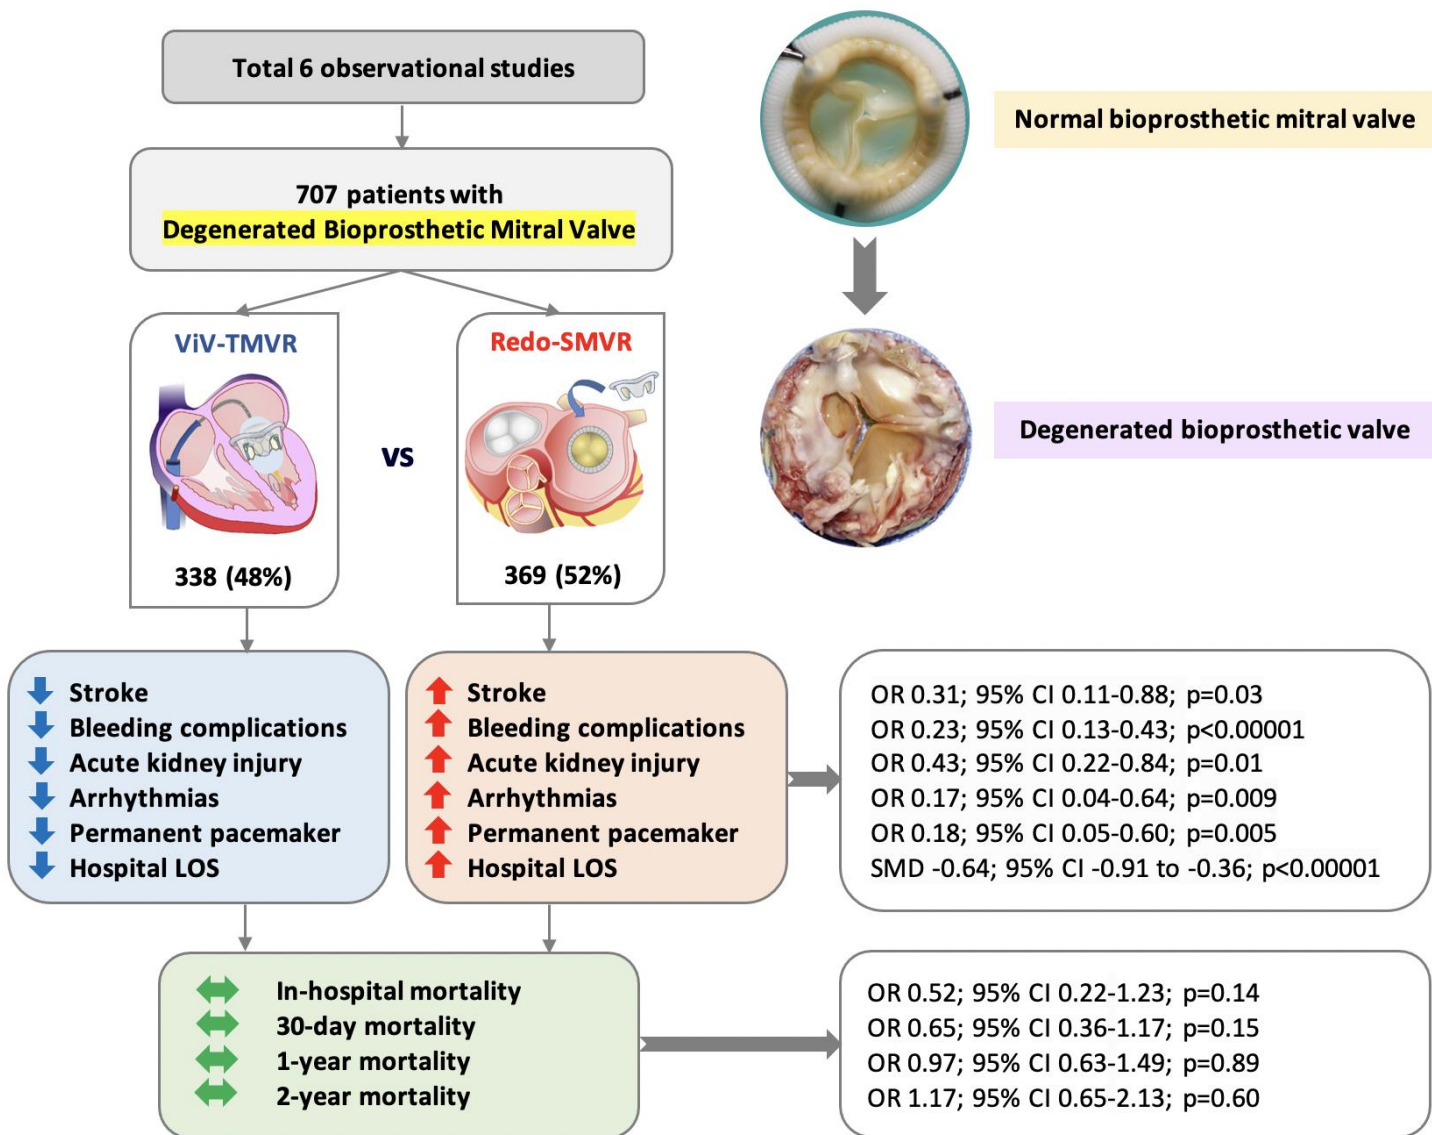 Total 6 observational studies
707 patients with
Degenerated Bioprosthetic Mitral Valve
Normal bioprosthetic mitral valve
Degenerated bioprosthetic valve
ViV-TMVR
338 (48%)
vs
Redo-SMVR
369 (52%)
Stroke
Bleeding complications
Acute kidney injury
Arrhythmias
Permanent pacemaker
Hospital LOS
Stroke
Bleeding complications
Acute kidney injury
Arrhythmias
Permanent pacemaker
Hospital LOS
OR 0.31; 95% CI 0.11-0.88; p=0.03
OR 0.23; 95% CI 0.13-0.43; p<0.00001
OR 0.43; 95% CI 0.22-0.84; p=0.01
OR 0.17; 95% CI 0.04-0.64; p=0.009
OR 0.18; 95% CI 0.05-0.60; p=0.005
SMD -0.64; 95% CI -0.91 to -0.36; p<0.00001
In-hospital mortality
30-day mortality
1-year mortality
2-year mortality
OR 0.52; 95% CI 0.22-1.23; p=0.14
OR 0.65; 95% CI 0.36-1.17; p=0.15
OR 0.97; 95% CI 0.63-1.49; p=0.89
OR 1.17; 95% CI 0.65-2.13; p=0.60